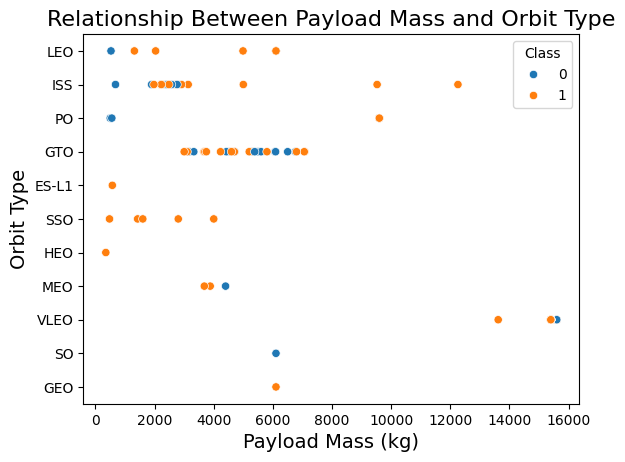 Relationship Between Payload Mass and Orbit Type
Class
0
1
Orbit Type
LEO
ISS
PO
GTO
ES-L1
SSO
HEO
MEO
VLEO
SO
GEO
0 2000 4000 6000 8000 10000 12000 14000 16000
Payload Mass (kg)